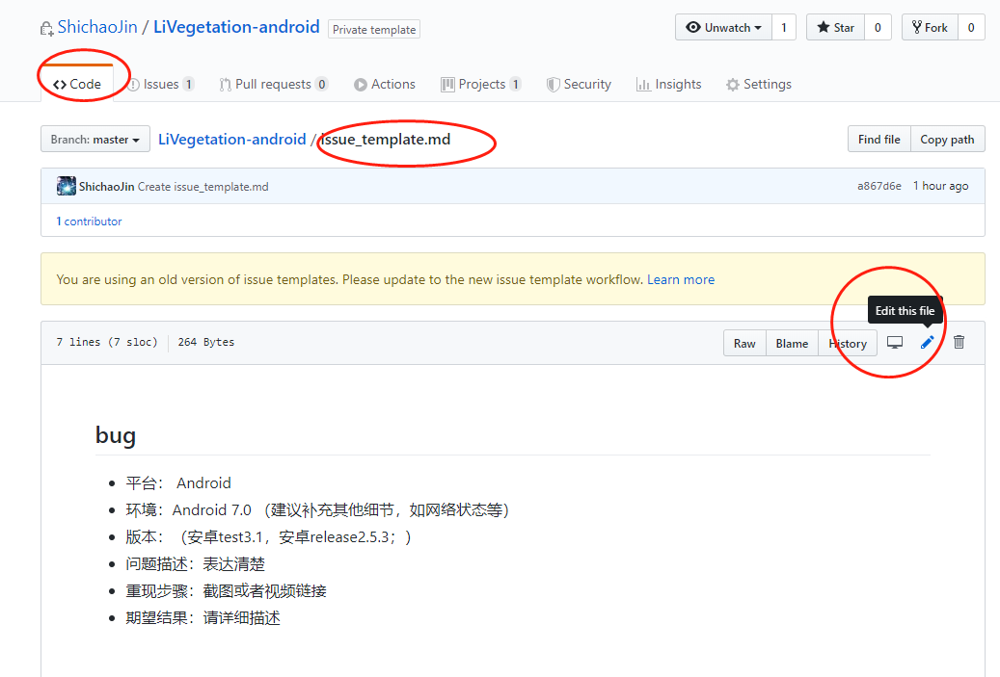 ShichaoJin / LiVegetation-android Private template Unwatch 1 Star 0 Fork 0
Code Issues 1 Pull requests 0 Actions Projects 1 Security Insights Settings
Branch: master LiVegetation-android / issue_template.md Find file Copy path
ShichaoJin Create issue_template.md a867d6e 1 hour ago
1 contributor
You are using an old version of issue templates. Please update to the new issue template workflow. Learn more
Edit this file
7 lines (7 sloc) 264 Bytes Raw Blame History
bug
• 平台： Android
• 环境：Android 7.0 （建议补充其他细节，如网络状态等）
• 版本：（安卓test3.1，安卓release2.5.3；）
• 问题描述：表达清楚
• 重现步骤：截图或者视频链接
• 期望结果：请详细描述